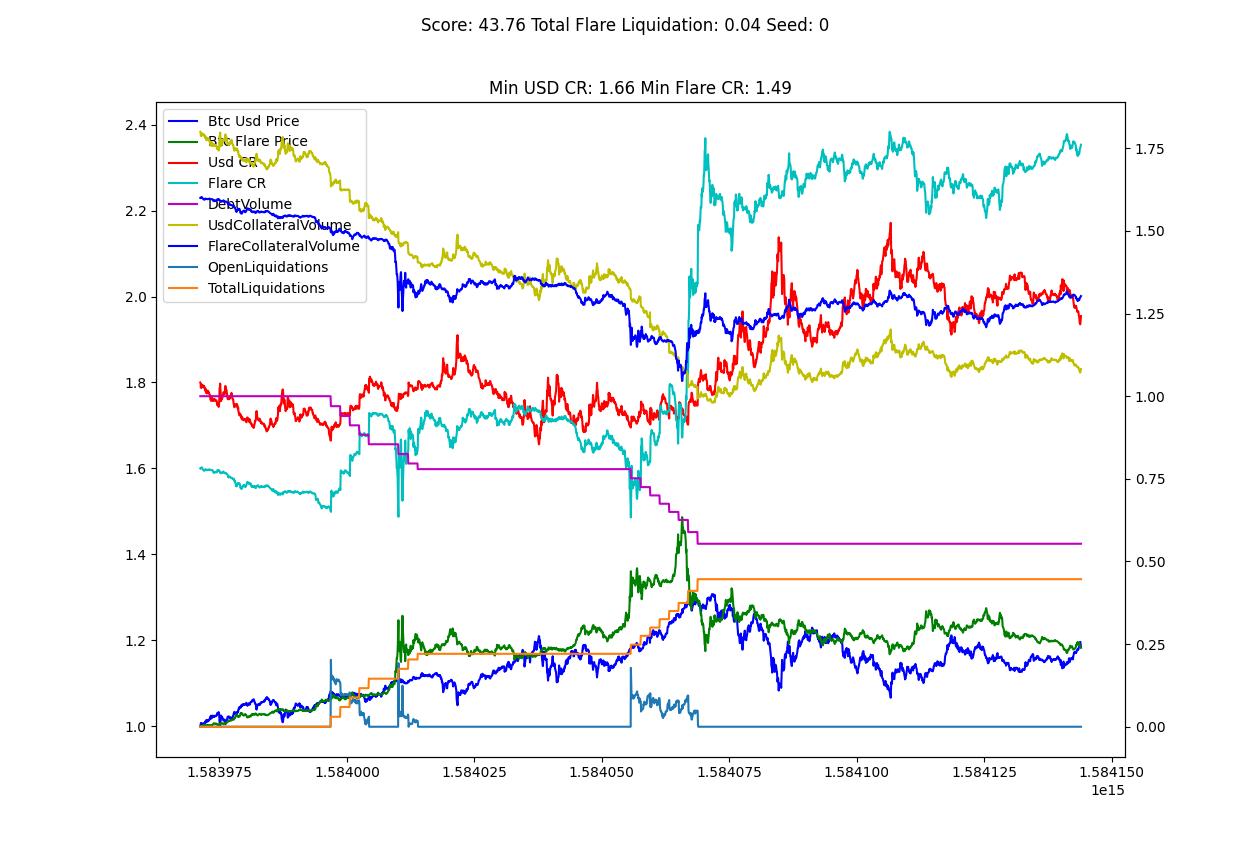 Score: 43.76 Total Flare Liquidation: 0.04 Seed: 0
Min USD CR: 1.66 Min Flare CR: 1.49
Btc Usd Price
Btc Flare Price
Usd CR
Flare CR
DebtVolume
UsdCollateralVolume
FlareCollateralVolume
OpenLiquidations
TotalLiquidations
2.4
2.2
2.0
1.8
1.6
1.4
1.2
1.0
1.75
1.50
1.25
1.00
0.75
0.50
0.25
0.00
1.583975 1.584000 1.584025 1.584050 1.584075 1.584100 1.584125 1.584150
1e15